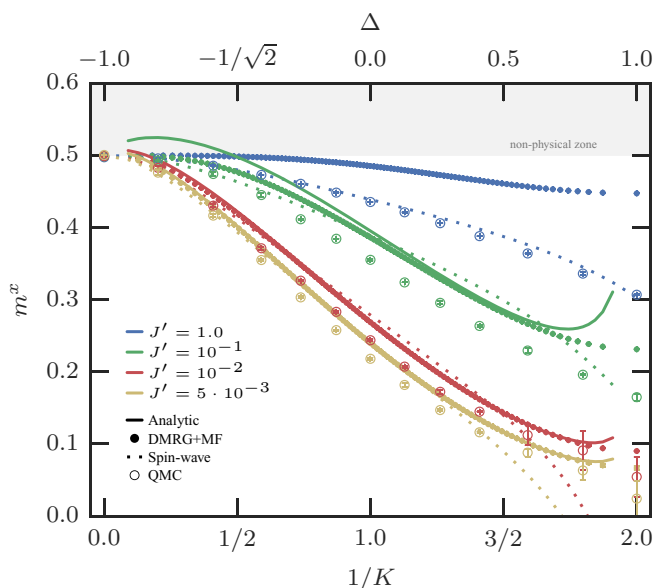 Δ
−1.0 −1/√2 0.0 0.6 1.0
0.6
non-physical zone
0.5
0.4
m^x
0.3
J′ = 1.0
J′ = 10^−1
0.2
J′ = 10^−2
J′ = 5 · 10^−3
Analytic
0.1
DMRG+MF
Spin-wave
QMC
0.0
0.0 1/2 1.0 3/2 2.0
1/K